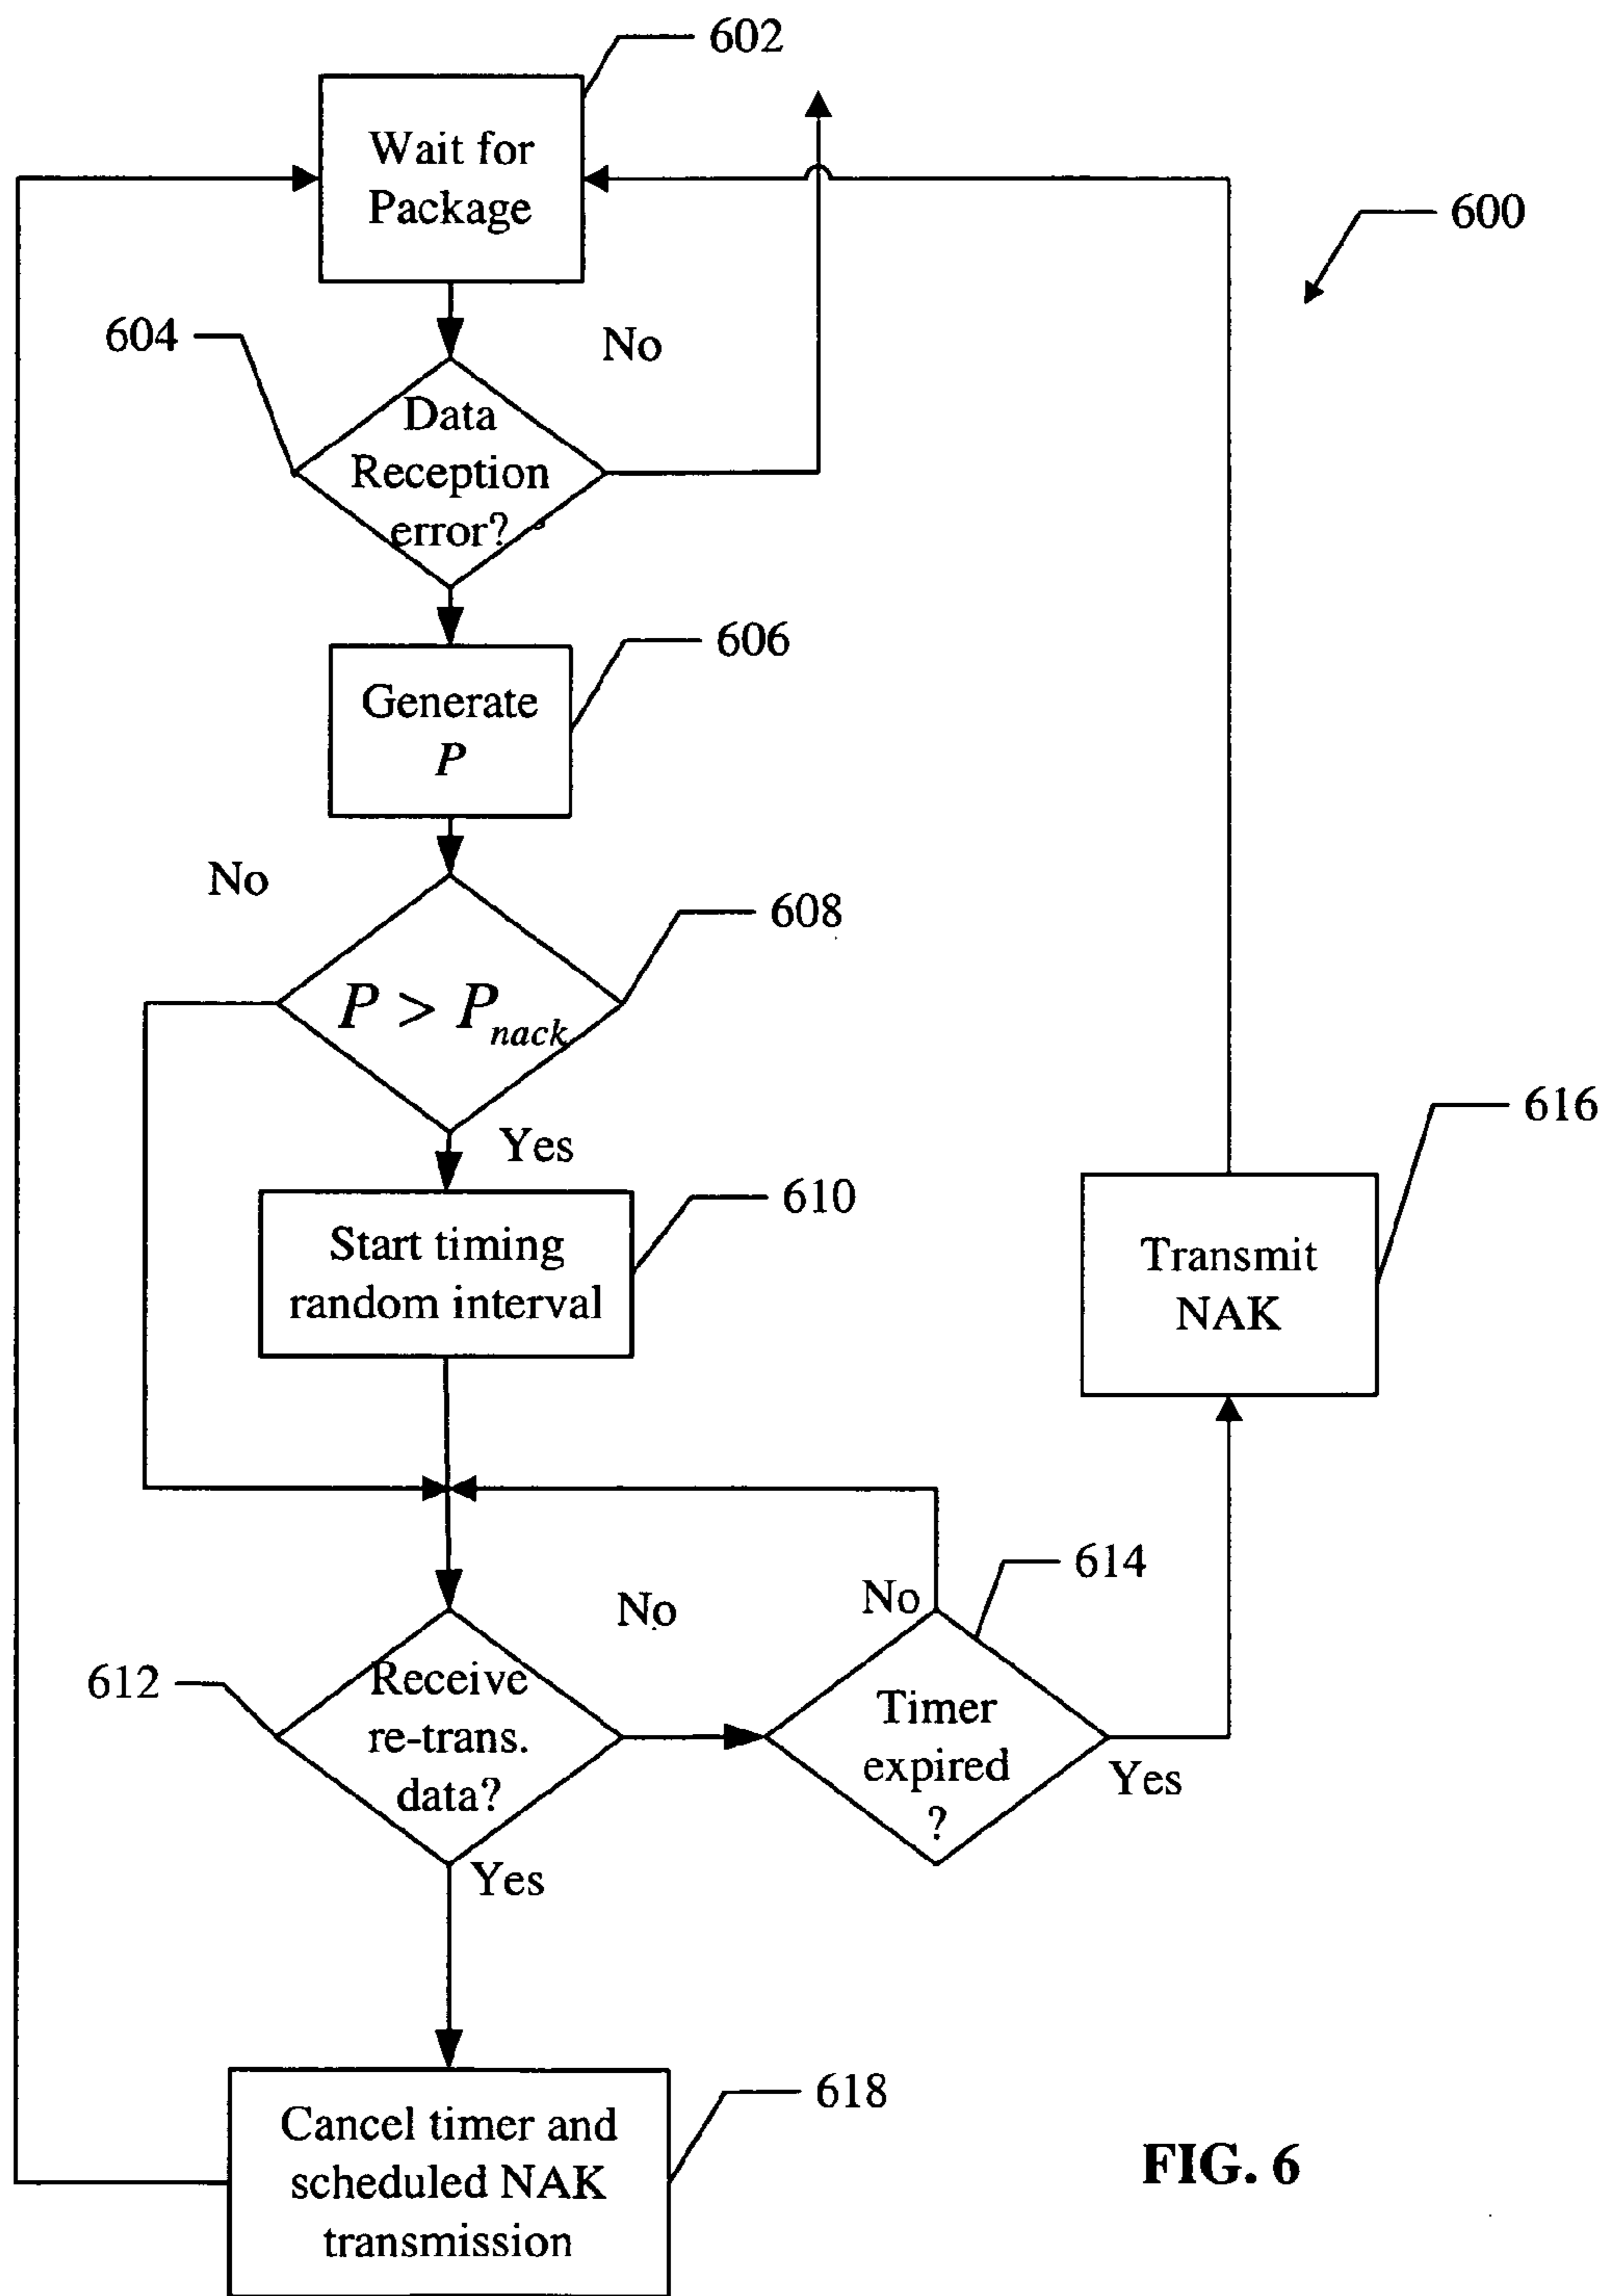 602
Wait for
Package
600
604
No
Data
Reception
error?
606
Generate
P
No
608
P > Pnack
Yes
616
610
Start timing
random interval
Transmit
NAK
614
No
No
612
Receive
re-trans.
data?
Timer
expired
?
Yes
Yes
618
Cancel timer and
scheduled NAK
transmission
FIG. 6